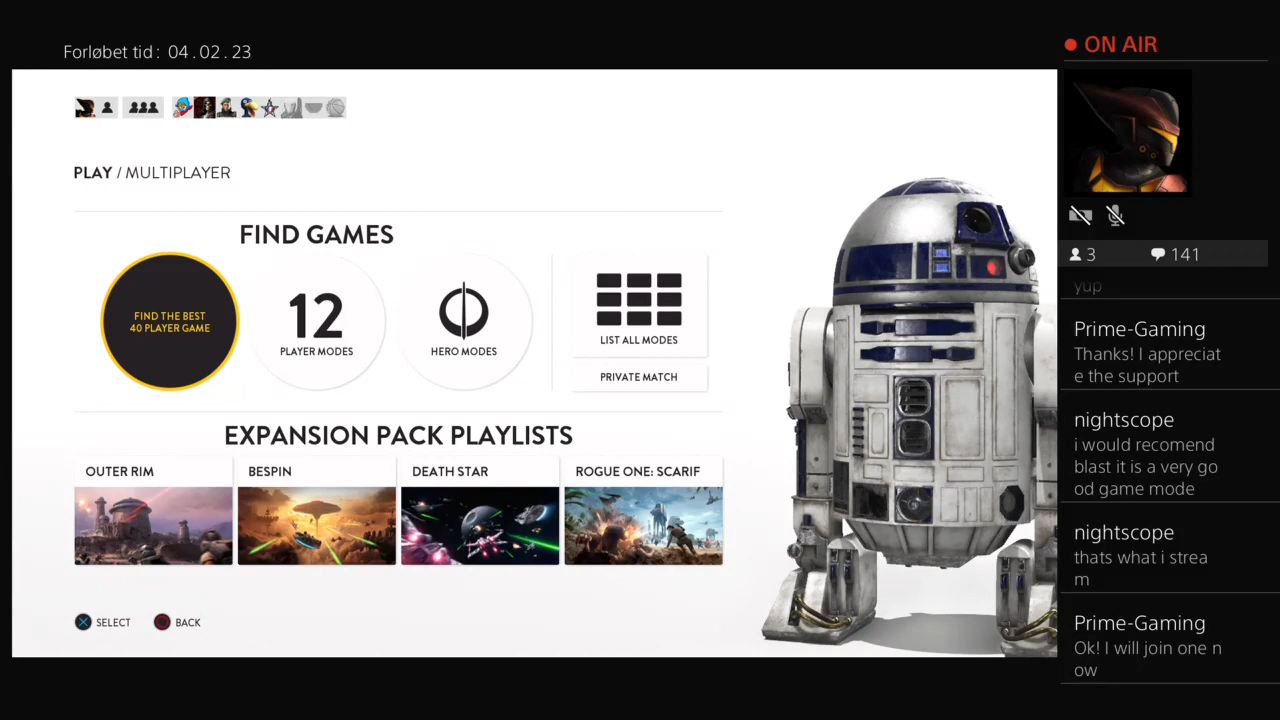 Forløbet tid: 04.02.23
ON AIR
PLAY / MULTIPLAYER
FIND GAMES
FIND THE BEST
40 PLAYER GAME
12
PLAYER MODES
HERO MODES
LIST ALL MODES
PRIVATE MATCH
EXPANSION PACK PLAYLISTS
OUTER RIM
BESPIN
DEATH STAR
ROGUE ONE: SCARIF
SELECT
BACK
3
141
yup
Prime-Gaming
Thanks! I appreciat
e the support
nightscope
i would recomend
blast it is a very go
od game mode
nightscope
thats what i strea
m
Prime-Gaming
Ok! I will join one n
ow